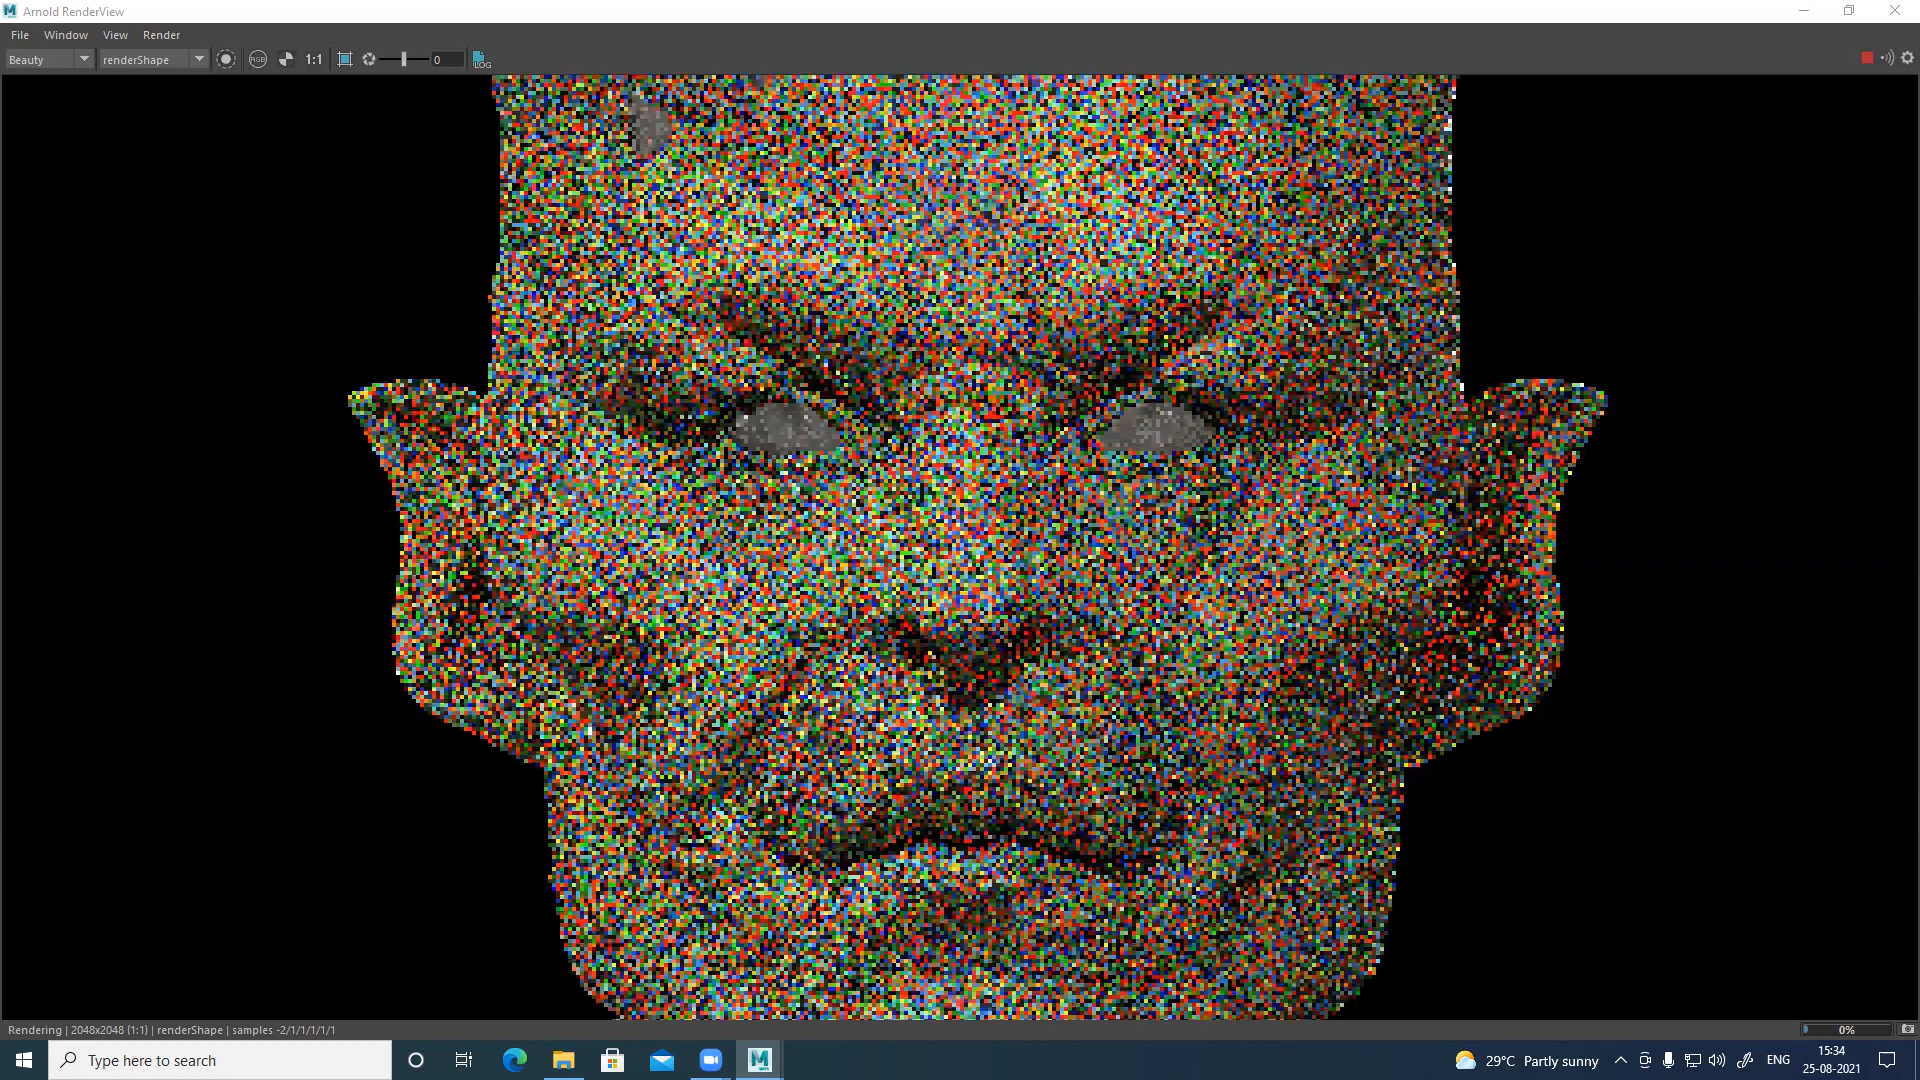 Arnold RenderView
File Window View Render
Beauty renderShape RGB 1:1 0 LOG
Rendering | 2048x2048 (1:1) | renderShape | samples -2/1/1/1/1/1
0%
Type here to search
29°C Partly sunny
ENG
15:34
25-08-2021